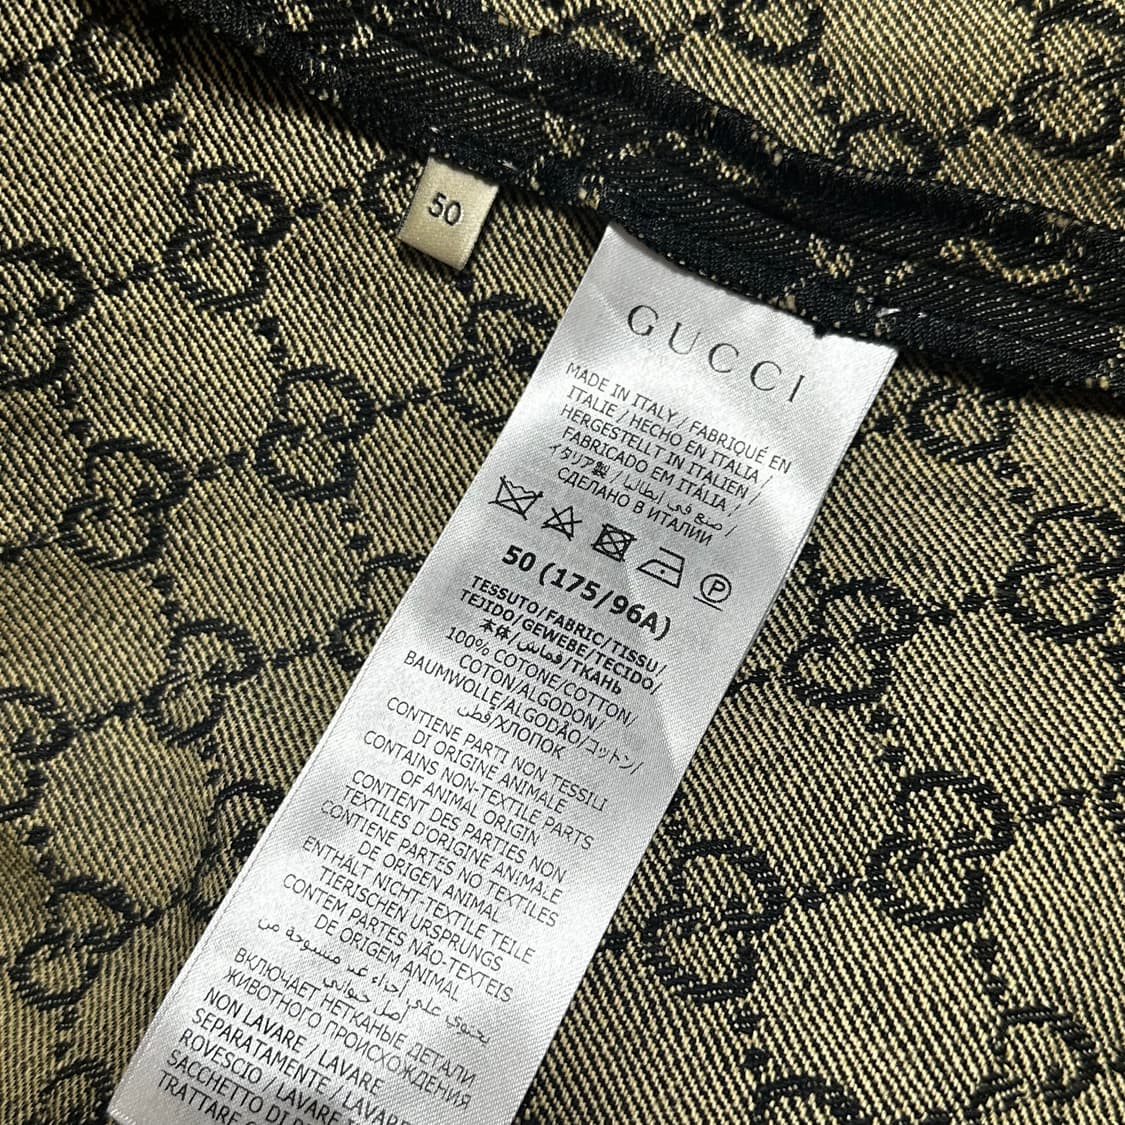 50
GUCCI
MADE IN ITALY / FABRIQUÉ EN
ITALIE / HECHO EN ITALIA /
HERGESTELLT IN ITALIEN /
FABRICADO EM ITÁLIA /
イタリア製 / صنع في ايطاليا /
СДЕЛАНО В ИТАЛИИ
P
50 (175/96A)
TESSUTO/FABRIC/TISSU/
TEJIDO/GEWEBE/TECIDO/
本体/قماش/ТКАНЬ
100% COTONE/COTTON/
COTON/ALGODON/
BAUMWOLLE/ALGODÃO/コットン/
قطن/ХЛОПОК
CONTIENE PARTI NON TESSILI
DI ORIGINE ANIMALE
CONTAINS NON-TEXTILE PARTS
OF ANIMAL ORIGIN
CONTIENT DES PARTIES NON
TEXTILES D'ORIGINE ANIMALE
CONTIENE PARTES NO TEXTILES
DE ORIGEN ANIMAL
ENTHÄLT NICHT-TEXTILE TEILE
TIERISCHEN URSPRUNGS
CONTEM PARTES NÃO-TEXTEIS
DE ORIGEM ANIMAL
يحتوي على أجزاء غير منسوجة من
أصل حيواني
ВКЛЮЧАЕТ НЕТКАНЫЕ ДЕТАЛИ
ЖИВОТНОГО ПРОИСХОЖДЕНИЯ
NON LAVARE / LAVARE
SEPARATAMENTE / LAVARE
ROVESCIO / LAVARE
SACCHETTO DI
TRATTARE